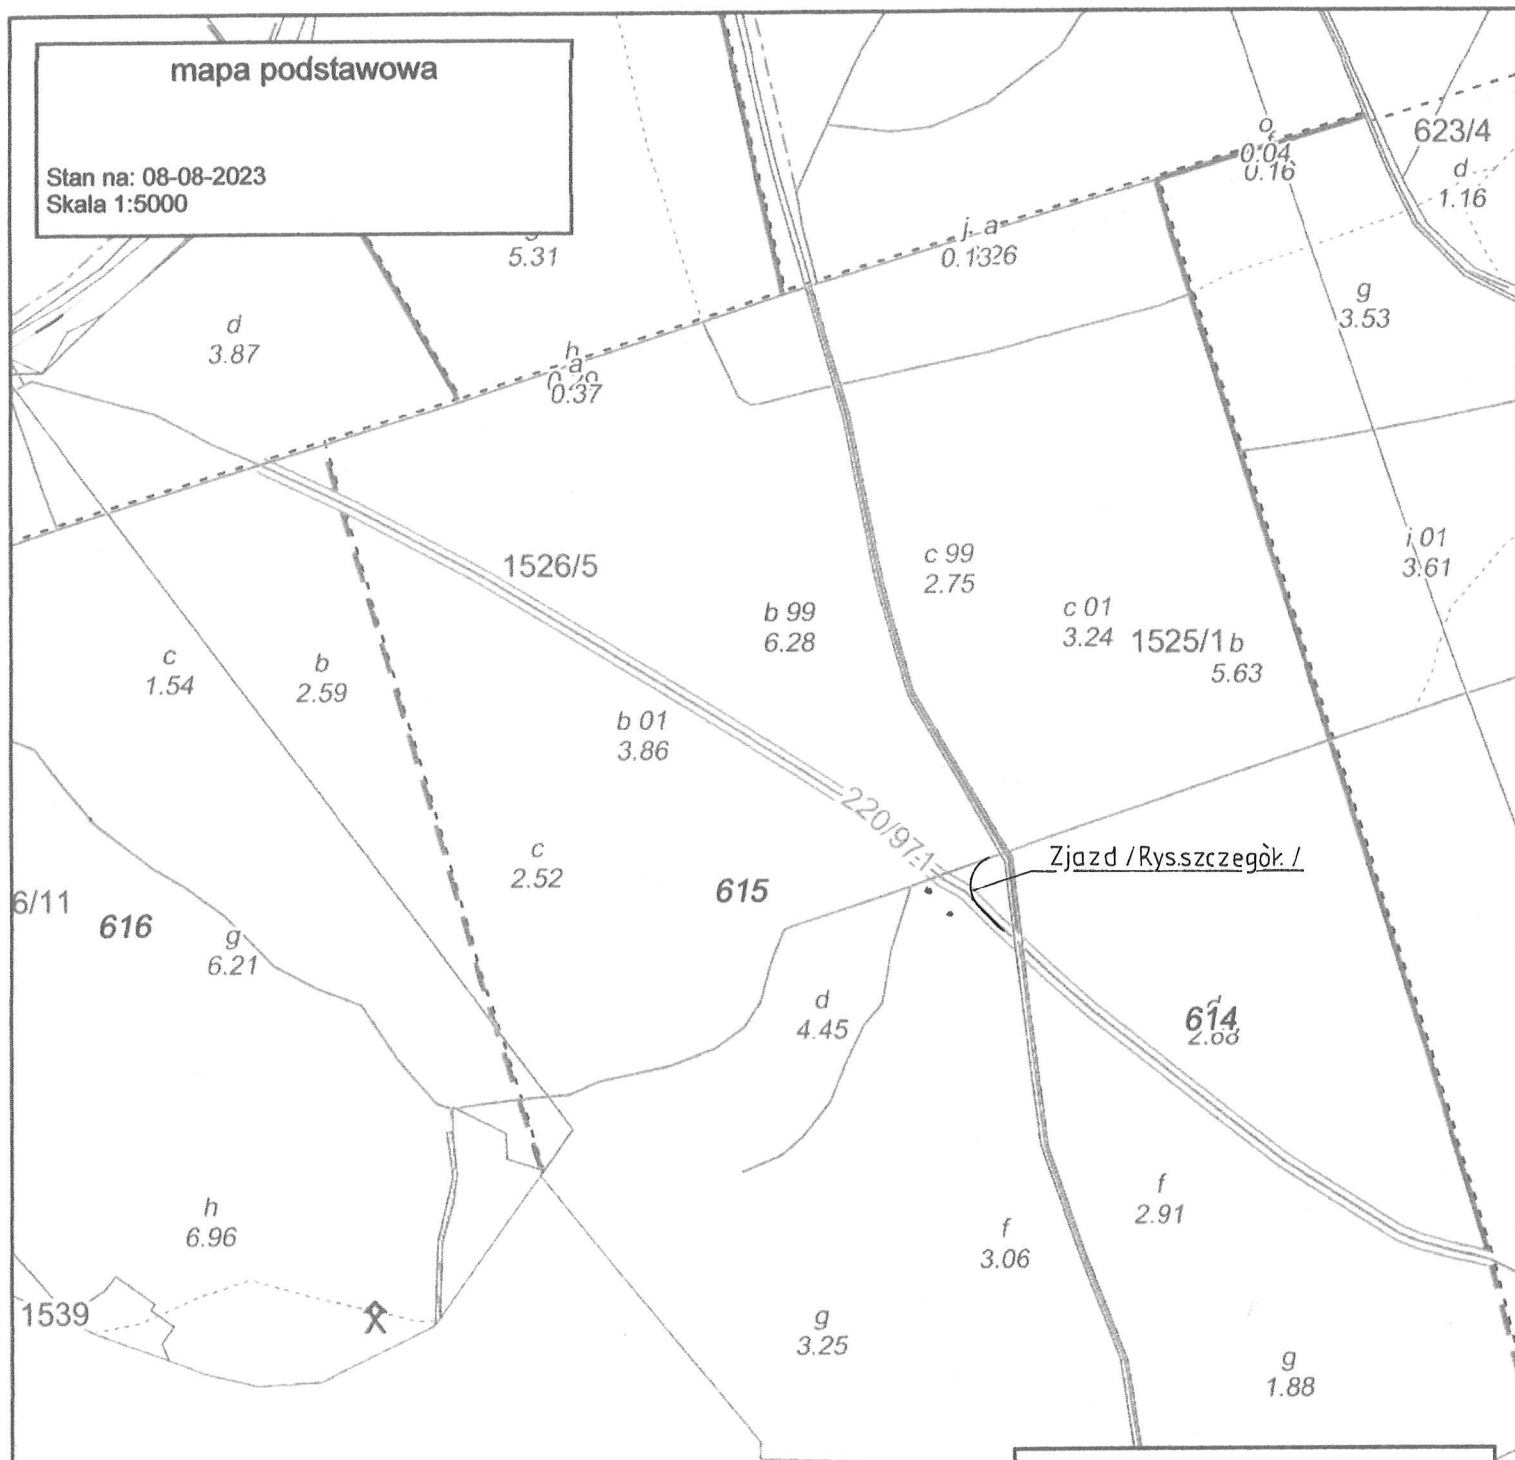 mapa podstawowa
Stan na: 08-08-2023
Skala 1:5000
5.31
o
0.04
0.16
623/4
d
1.16
j a
d
3.87
h
a
0.37
g
3.53
1526/5
c 99
2.75
i 01
3.61
b 99
6.28
c 01
3.24
1525/1
b
5.63
c
1.54
b
2.59
b 01
3.86
220/97.1
Zjazd /Rys.szczegół. /
c
2.52
615
6/11
616
g
6.21
d
4.45
614
h
6.96
f
2.91
f
3.06
1539
g
3.25
g
1.88